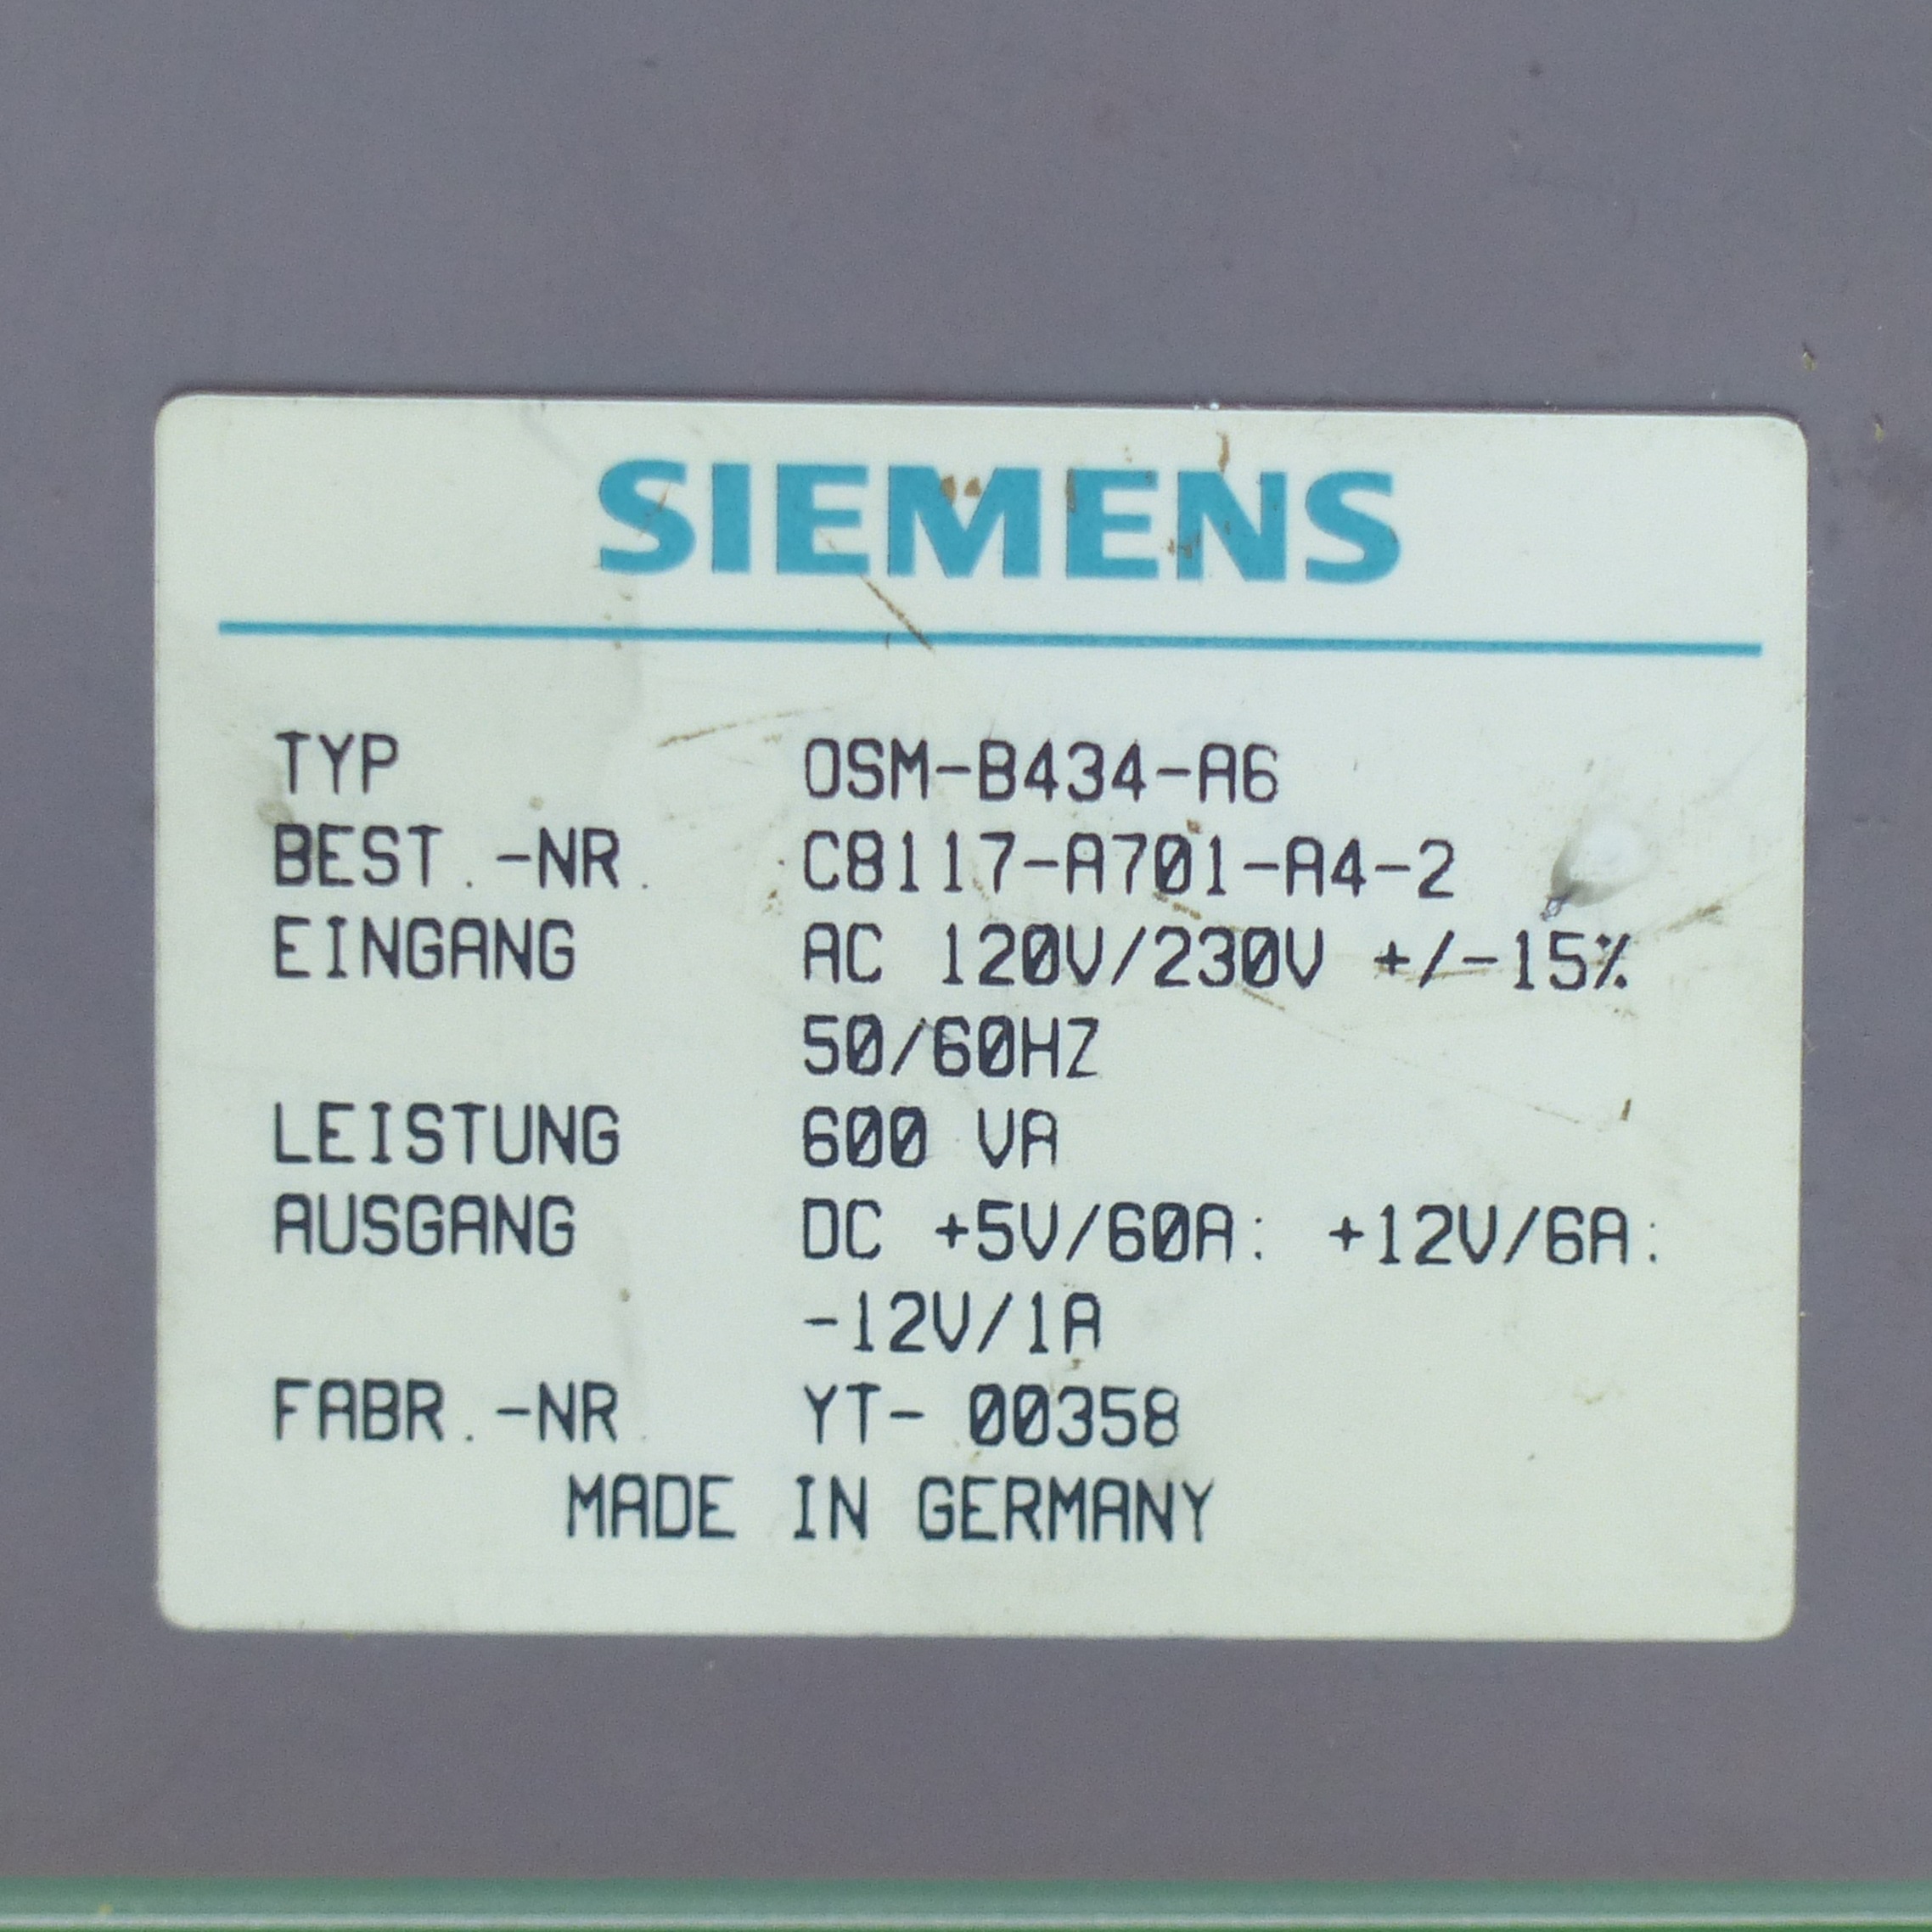 SIEMENS
TYP OSM-B434-A6
BEST.-NR. C8117-A701-A4-2
EINGANG AC 120V/230V +/-15%
50/60HZ
LEISTUNG 600 VA
AUSGANG DC +5V/60A: +12V/6A:
-12V/1A
FABR.-NR. YT- 00358
MADE IN GERMANY